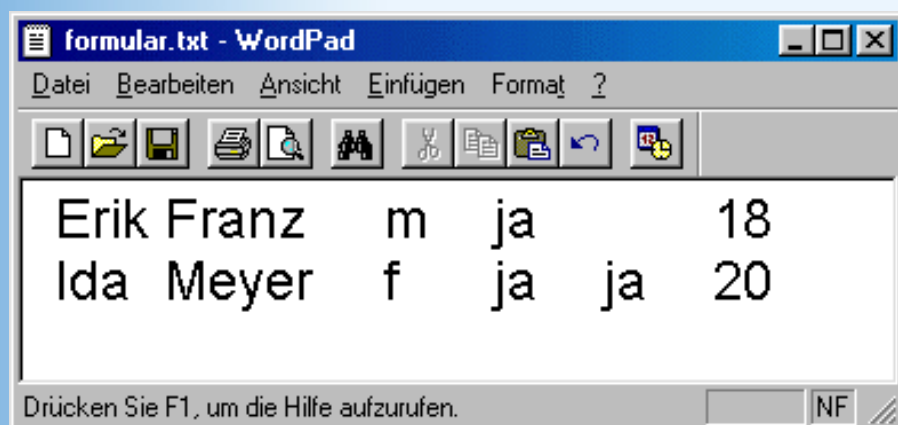 formular.txt - WordPad
Datei Bearbeiten Ansicht Einfügen Format ?
Erik Franz m ja 18
Ida Meyer f ja ja 20
Drücken Sie F1, um die Hilfe aufzurufen. NF